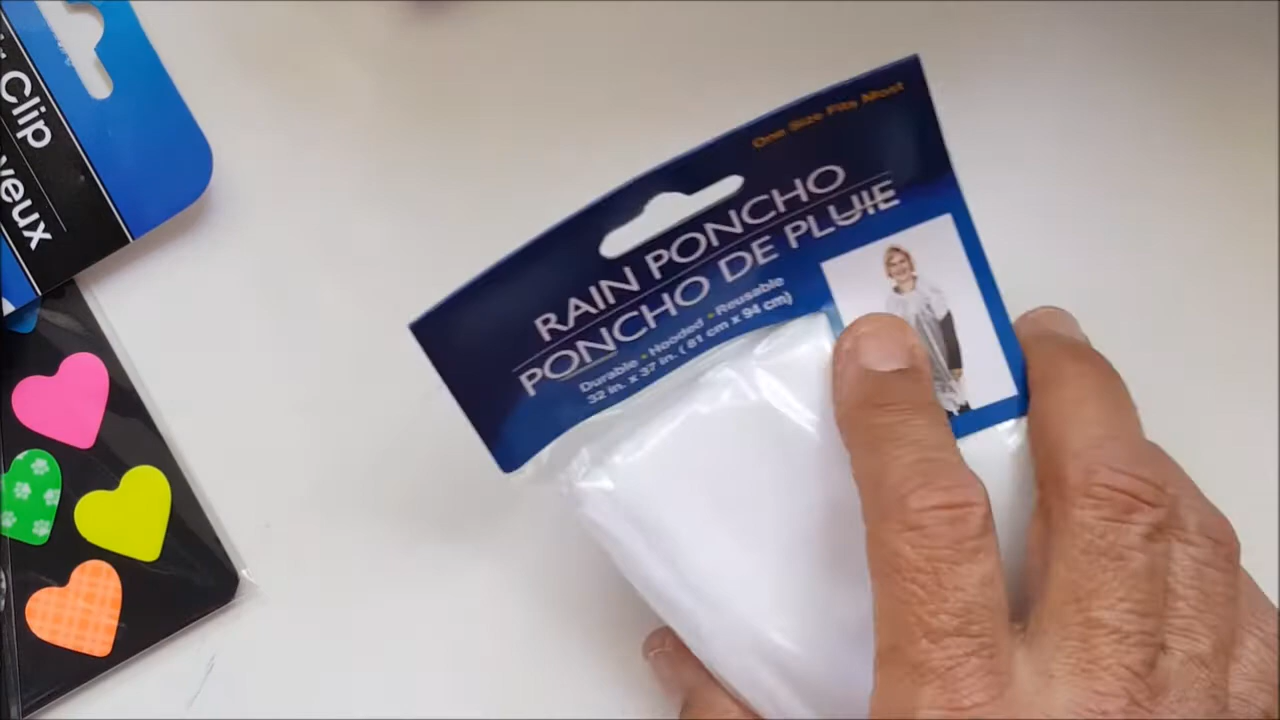 Clip
veux
One Size Fits Most
RAIN PONCHO
PONCHO DE PLUIE
Durable • Hooded • Reusable
32 in. x 37 in. ( 81 cm x 94 cm)